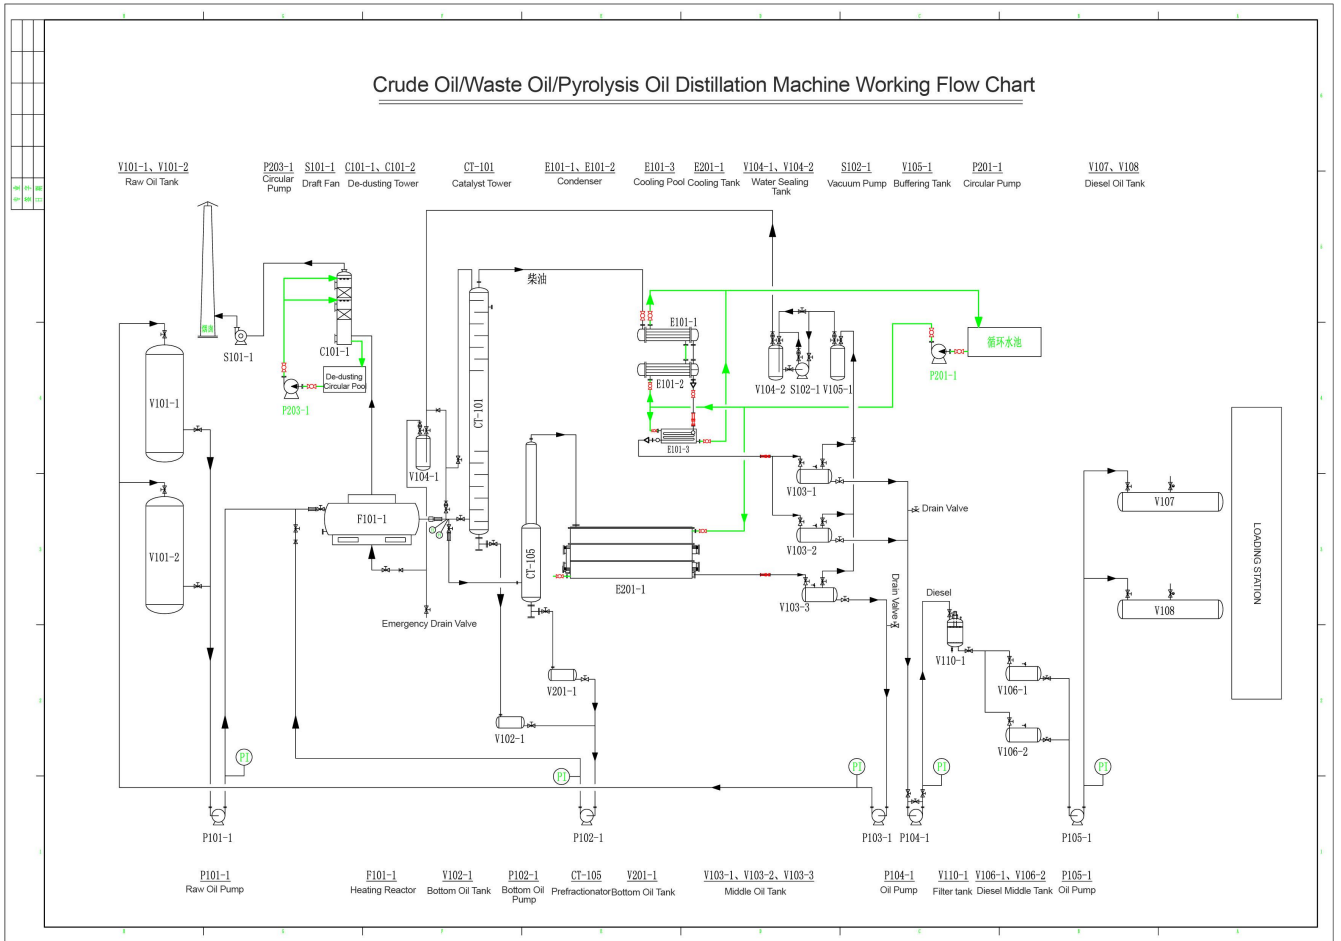 Crude Oil/Waste Oil/Pyrolysis Oil Distillation Machine Working Flow Chart
V101-1、V101-2
Raw Oil Tank
P203-1
Circular
Pump
S101-1
Draft Fan
C101-1、C101-2
De-dusting Tower
CT-101
Catalyst Tower
E101-1、E101-2
Condenser
E101-3
Cooling Pool
E201-1
Cooling Tank
V104-1、V104-2
Water Sealing
Tank
S102-1
Vacuum Pump
V105-1
Buffering Tank
P201-1
Circular Pump
V107、V108
Diesel Oil Tank
柴油
E101-1
S101-1
C101-1
循环水池
E101-2
V104-2
S102-1
V105-1
P201-1
De-dusting
Circular Pool
V101-1
P203-1
CT-101
E101-3
V104-1
V103-1
V107
Drain Valve
F101-1
V103-2
V101-2
CT-105
E201-1
V103-3
Drain Valve
Diesel
V108
LOADING STATION
Emergency Drain Valve
V110-1
V201-1
V106-1
V102-1
V106-2
PI
PI
PI
PI
PI
P101-1
P102-1
P103-1
P104-1
P105-1
P101-1
Raw Oil Pump
F101-1
Heating Reactor
V102-1
Bottom Oil Tank
P102-1
Bottom Oil
Pump
CT-105
Prefractionator
V201-1
Bottom Oil Tank
V103-1、V103-2、V103-3
Middle Oil Tank
P104-1
Oil Pump
V110-1
Filter tank
V106-1、V106-2
Diesel Middle Tank
P105-1
Oil Pump